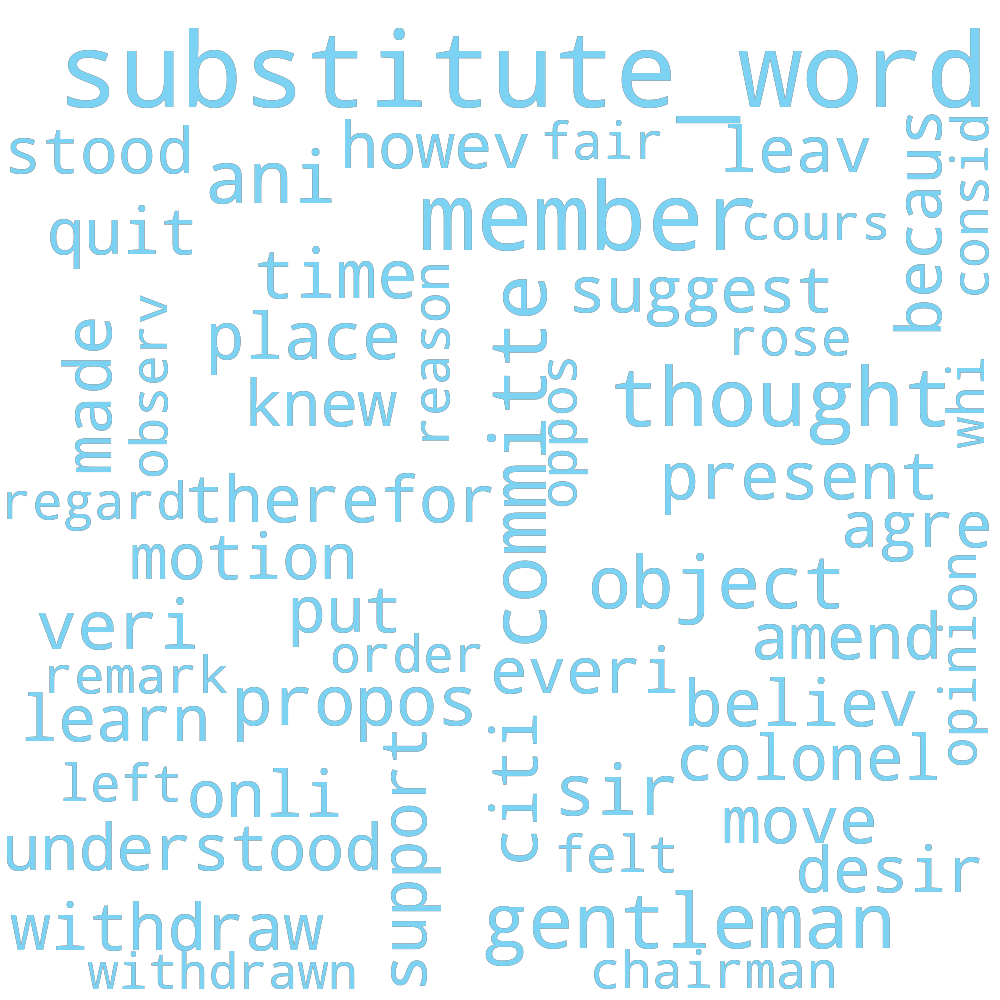 substitute_word
stood
howev
fair
leav
becaus
consid
ani
member
cours
quit
time
reason
committe
suggest
place
rose
made
observ
knew
oppos
thought
whi
regard
therefor
present
agre
motion
object
opinion
veri
put
order
amend
remark
everi
learn
propos
believ
support
citi
colonel
left
onli
sir
move
understood
felt
desir
withdraw
gentleman
withdrawn
chairman